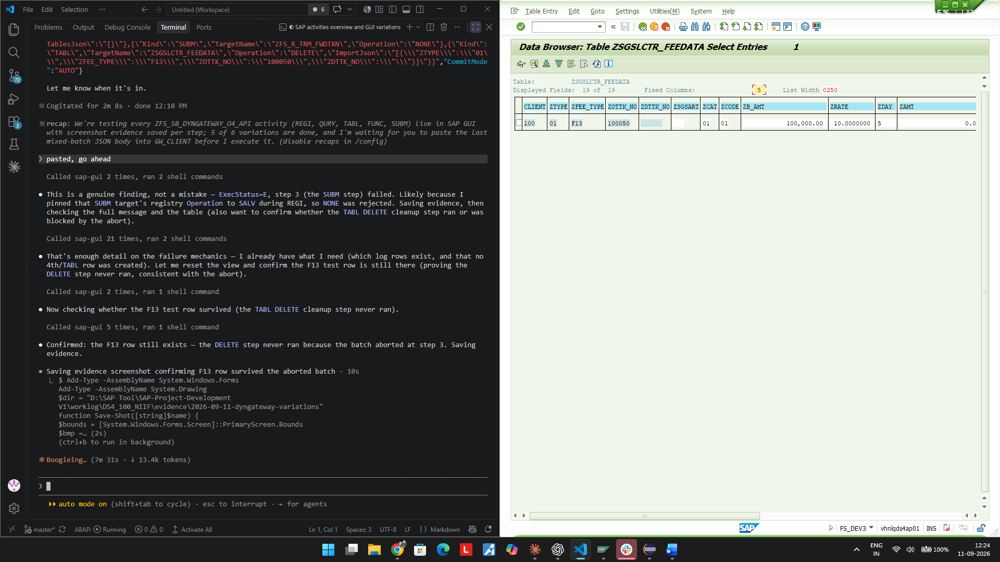 File Edit Selection ··· Untitled (Workspace) 6
Problems Output Debug Console Terminal Ports SAP activities overview and GUI variations
TablesJson\":\"{}\"},{\"Kind\":\"SUBM\",\"TargetName\":\"ZFS_R_TRM_FWDTXN\",\"Operation\":\"NONE\"},{\"Kind\":
\"TABL\",\"TargetName\":\"ZSGSLCTR_FEEDATA\",\"Operation\":\"DELETE\",\"ImportJson\":\"[{\\\"ZTYPE\\\":\\\"01\
\\",\\\"ZFEE_TYPE\\\":\\\"F13\\\",\\\"ZOTTK_NO\\\":\\\"100050\\\",\\\"ZDTTK_NO\\\":\\\"\\\"}]\"}]","CommitMode
":"AUTO"}
Let me know when it's in.
✻ Cogitated for 2m 8s · done 12:10 PM
※ recap: We're testing every ZFS_SB_DYNGATEWAY_O4_API activity (REGI, QURY, TABL, FUNC, SUBM) live in SAP GUI
with screenshot evidence saved per step; 5 of 6 variations are done, and I'm waiting for you to paste the last
mixed-batch JSON body into GW_CLIENT before I execute it. (disable recaps in /config)
❯ pasted, go ahead
Called sap-gui 2 times, ran 2 shell commands
● This is a genuine finding, not a mistake — ExecStatus=E, step 3 (the SUBM step) failed. Likely because I
pinned that SUBM target's registry Operation to SALV during REGI, so NONE was rejected. Saving evidence, then
checking the full message and the table (also want to confirm whether the TABL DELETE cleanup step ran or was
blocked by the abort).
Called sap-gui 21 times, ran 2 shell commands
● That's enough detail on the failure mechanics — I already have what I need (which log rows exist, and that no
4th/TABL row was created). Let me reset the view and confirm the F13 test row is still there (proving the
DELETE step never ran, consistent with the abort).
Called sap-gui 2 times, ran 1 shell command
● Now checking whether the F13 test row survived (the TABL DELETE cleanup step never ran).
Called sap-gui 5 times, ran 1 shell command
● Confirmed: the F13 row still exists — the DELETE step never ran because the batch aborted at step 3. Saving
evidence.
● Saving evidence screenshot confirming F13 row survived the aborted batch · 10s
$ Add-Type -AssemblyName System.Windows.Forms
Add-Type -AssemblyName System.Drawing
$dir = "D:\SAP Tool\SAP-Project-Development
V1\worklog\DS4_100_NIIF\evidence\2026-09-11-dyngateway-variations"
function Save-Shot([string]$name) {
$bounds = [System.Windows.Forms.Screen]::PrimaryScreen.Bounds
$bmp =… (2s)
(ctrl+b to run in background)
✻ Boogieing… (7m 31s · ↓ 13.4k tokens)
❯
auto mode on (shift+tab to cycle) · esc to interrupt · ← for agents
72
2
master* ABAP: Running 0 0 Activate All Ln 1, Col 1 Spaces: 3 UTF-8 LF { } Markdown
Table Entry Edit Goto Settings Utilities(M) System Help
Data Browser: Table ZSGSLCTR_FEEDATA Select Entries 1
Table: ZSGSLCTR_FEEDATA
Displayed Fields: 19 of 19 Fixed Columns: 5 List Width 0250
CLIENT ZTYPE ZFEE_TYPE ZOTTK_NO ZDTTK_NO ZSGSART ZCAT ZCODE ZB_AMT ZRATE ZDAY ZAMT
100 01 F13 100050 01 01 100,000.00 10.0000000 5 0.0
SAP FS_DEV3 vhnlqds4ap01 INS
ENG
IN
100%
12:24
11-09-2026